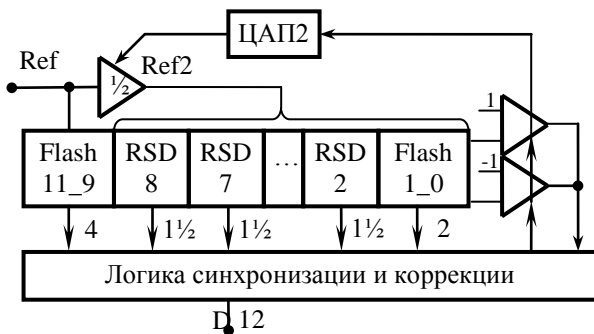 ЦАП2
Ref
½
Ref2
1
-1
Flash 11_9
RSD 8
RSD 7
...
RSD 2
Flash 1_0
4
1½
1½
1½
2
Логика синхронизации и коррекции
D 12